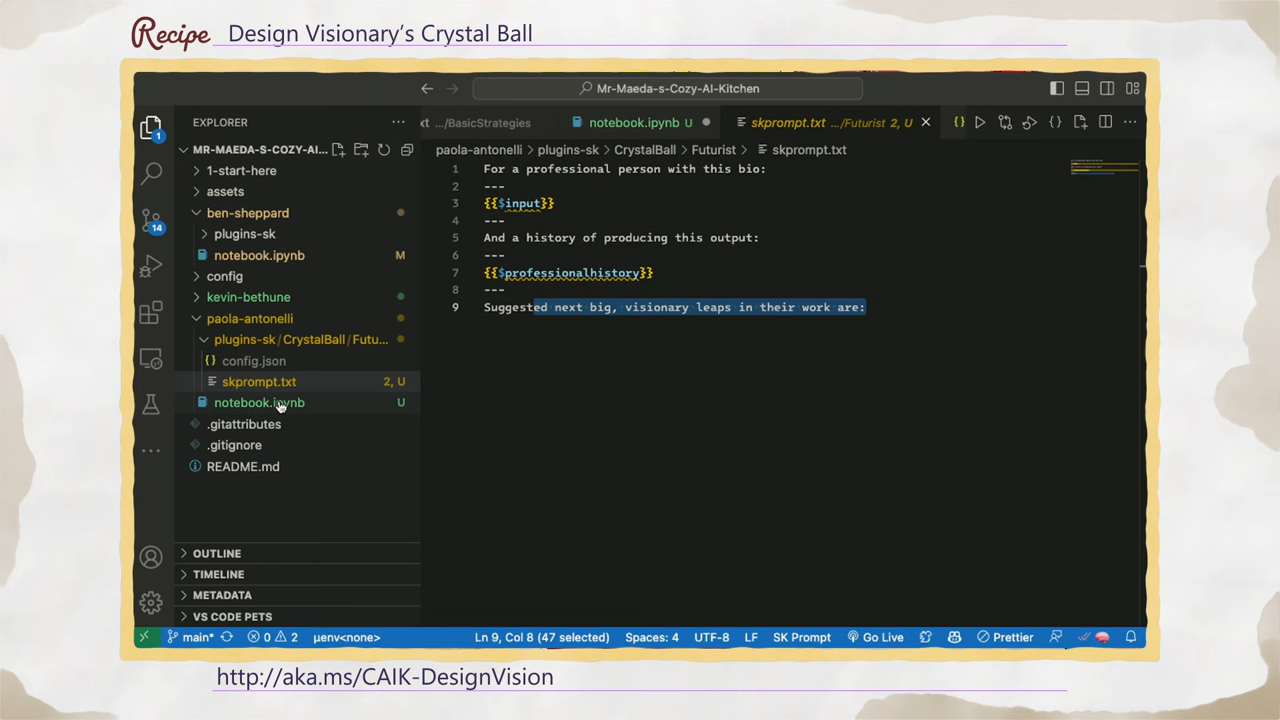 Recipe Design Visionary's Crystal Ball
Mr-Maeda-s-Cozy-AI-Kitchen
EXPLORER
xt .../BasicStrategies
notebook.ipynb U
skprompt.txt .../Futurist 2, U
MR-MAEDA-S-COZY-AI...
paola-antonelli > plugins-sk > CrystalBall > Futurist > skprompt.txt
1
14
1-start-here
assets
ben-sheppard
plugins-sk
notebook.ipynb M
config
kevin-bethune
paola-antonelli
plugins-sk / CrystalBall / Futu...
{} config.json
skprompt.txt 2, U
notebook.ipynb U
.gitattributes
.gitignore
README.md
OUTLINE
TIMELINE
METADATA
VS CODE PETS
1 For a professional person with this bio:
2 ---
3 {{$input}}
4 ---
5 And a history of producing this output:
6 ---
7 {{$professionalhistory}}
8 ---
9 Suggested next big, visionary leaps in their work are:
main* 0 2 μenv<none> Ln 9, Col 8 (47 selected) Spaces: 4 UTF-8 LF SK Prompt Go Live Prettier
http://aka.ms/CAIK-DesignVision